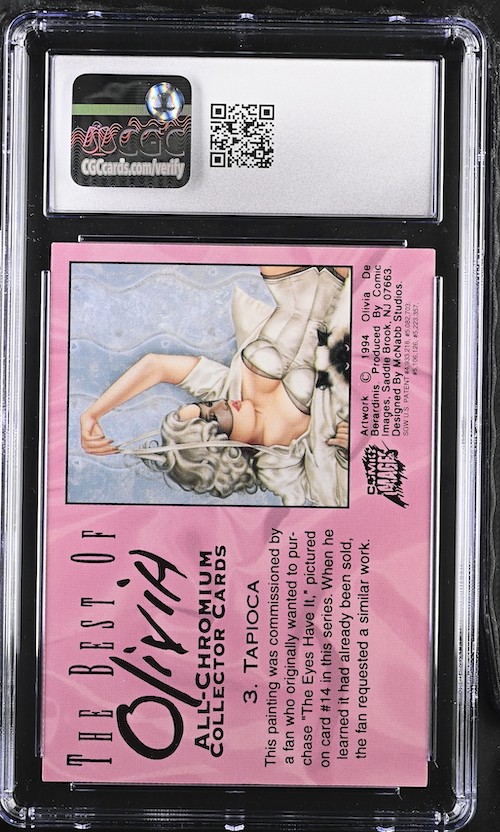 CGC
CGCcards.com/verify
THE BEST OF
Olivia
ALL-CHROMIUM
COLLECTOR CARDS
3. TAPIOCA
This painting was commissioned by
a fan who originally wanted to pur-
chase "The Eyes Have It," pictured
on card #14 in this series. When he
learned it had already been sold,
the fan requested a similar work.
COMIC
IMAGES
Artwork © 1994 Olivia De
Berardinis Produced By Comic
Images, Saddle Brook, NJ 07663.
Designed By McNabb Studios.